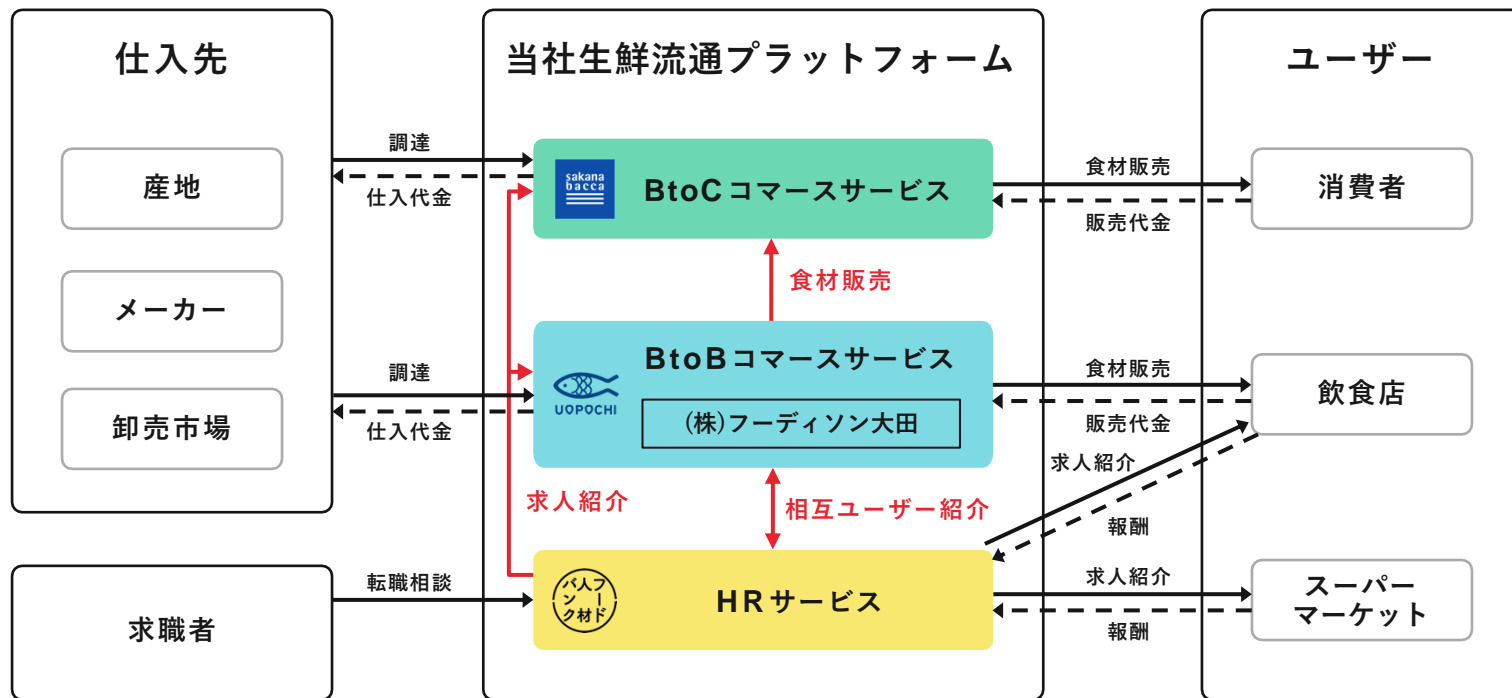 仕入先
産地
メーカー
卸売市場
求職者
調達
仕入代金
調達
仕入代金
転職相談
当社生鮮流通プラットフォーム
sakana
bacca
BtoCコマースサービス
食材販売
UOPOCHI
BtoBコマースサービス
(株)フーディソン大田
求人紹介
相互ユーザー紹介
フード
人材
バンク
HRサービス
食材販売
販売代金
食材販売
販売代金
求人紹介
報酬
求人紹介
報酬
ユーザー
消費者
飲食店
スーパー
マーケット